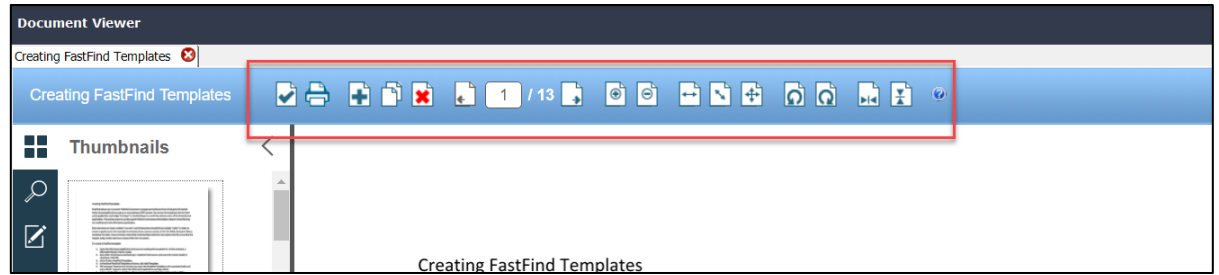 Document Viewer
Creating FastFind Templates
Creating FastFind Templates 1 / 13
Thumbnails
Creating FastFind Templates